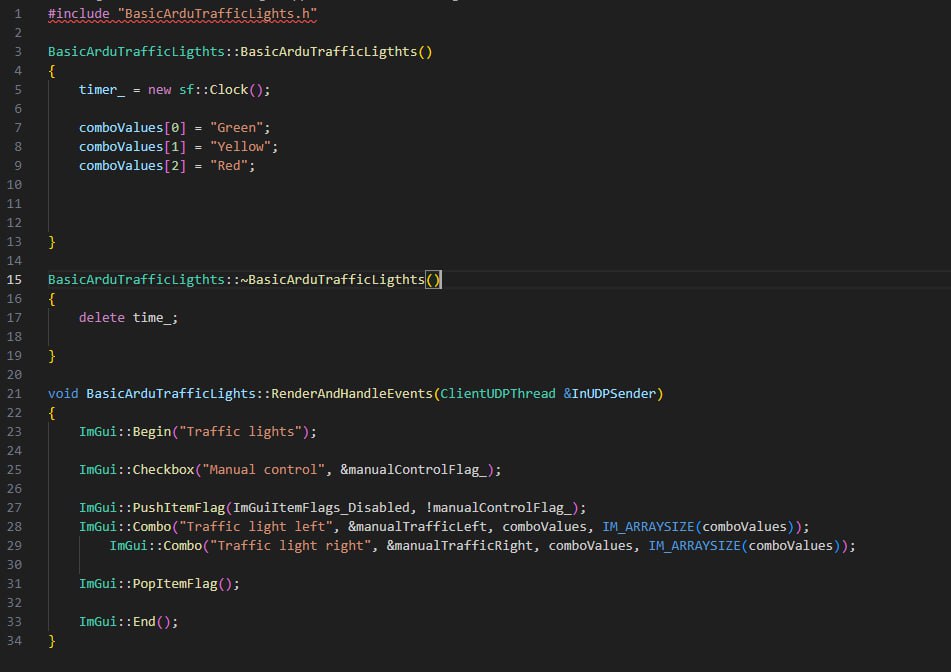 1 #include "BasicArduTrafficLights.h"
2
3 BasicArduTrafficLigthts::BasicArduTrafficLigthts()
4 {
5 timer_ = new sf::Clock();
6
7 comboValues[0] = "Green";
8 comboValues[1] = "Yellow";
9 comboValues[2] = "Red";
10
11
12
13 }
14
15 BasicArduTrafficLigthts::~BasicArduTrafficLigthts()
16 {
17 delete time_;
18
19 }
20
21 void BasicArduTrafficLights::RenderAndHandleEvents(ClientUDPThread &InUDPSender)
22 {
23 ImGui::Begin("Traffic lights");
24
25 ImGui::Checkbox("Manual control", &manualControlFlag_);
26
27 ImGui::PushItemFlag(ImGuiItemFlags_Disabled, !manualControlFlag_);
28 ImGui::Combo("Traffic light left", &manualTrafficLeft, comboValues, IM_ARRAYSIZE(comboValues));
29 ImGui::Combo("Traffic light right", &manualTrafficRight, comboValues, IM_ARRAYSIZE(comboValues));
30
31 ImGui::PopItemFlag();
32
33 ImGui::End();
34 }